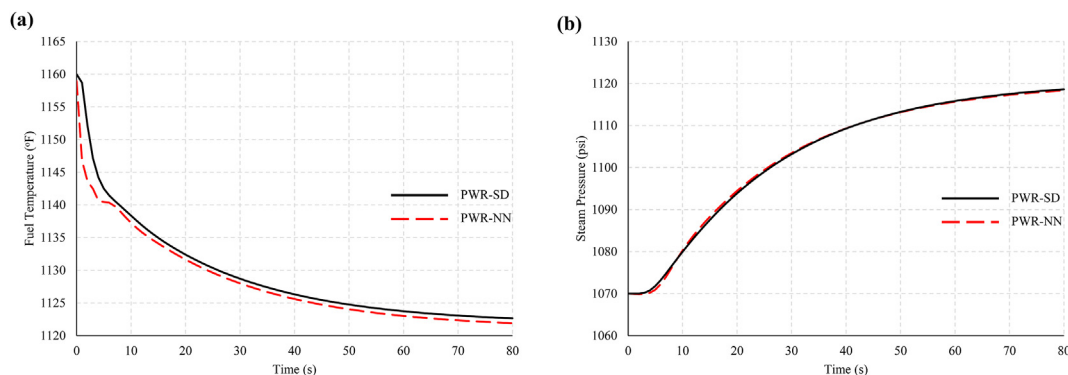 (a)
Fuel Temperature (°F)
1165
1160
1155
1150
1145
1140
1135
1130
1125
1120
0 10 20 30 40 50 60 70 80
Time (s)
PWR-SD
PWR-NN
(b)
Steam Pressure (psi)
1130
1120
1110
1100
1090
1080
1070
1060
0 10 20 30 40 50 60 70 80
Time (s)
PWR-SD
PWR-NN